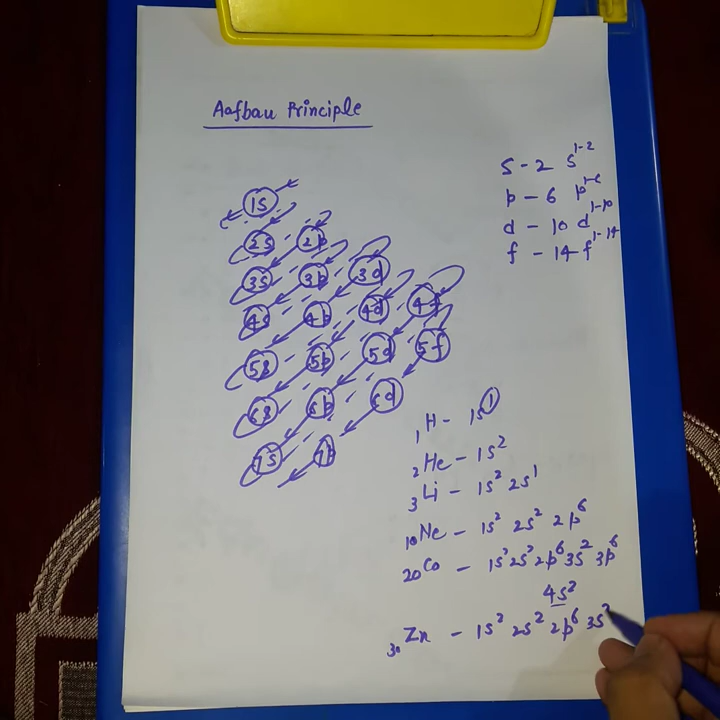 Aafbau Principle
s - 2 s¹⁻²
p - 6 p¹⁻⁶
d - 10 d¹⁻¹⁰
f - 14 f¹⁻¹⁴
1s
2s 2p
3s 3p 3d
4s 4p 4d 4f
5s 5p 5d 5f
6s 6p 6d
7s 7p
₁H - 1s¹
₂He - 1s²
₃Li - 1s² 2s¹
₁₀Ne - 1s² 2s² 2p⁶
₂₀Ca - 1s² 2s² 2p⁶ 3s² 3p⁶
4s²
₃₀Zn - 1s² 2s² 2p⁶ 3s²